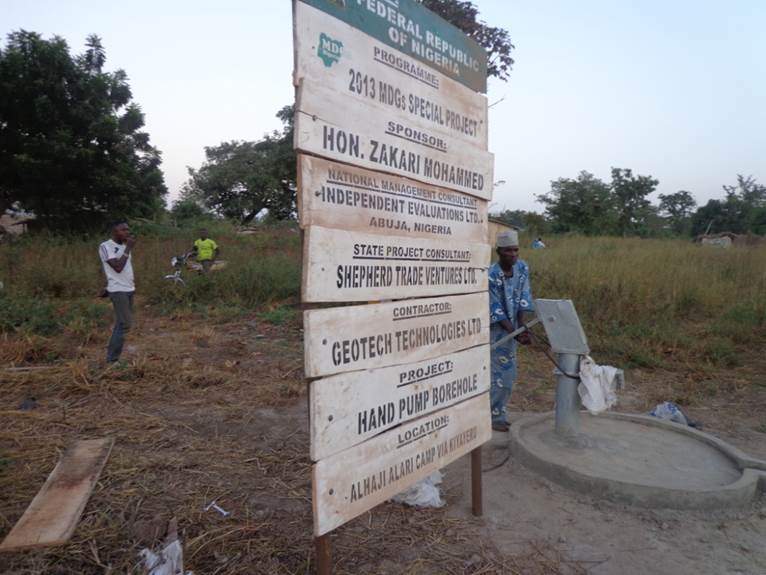 FEDERAL REPUBLIC
OF NIGERIA
MDG
PROGRAMME:
2013 MDGs SPECIAL PROJECT
SPONSOR:
HON. ZAKARI MOHAMMED
NATIONAL MANAGEMENT CONSULTANT
INDEPENDENT EVALUATIONS LTD.,
ABUJA, NIGERIA
STATE PROJECT CONSULTANT:
SHEPHERD TRADE VENTURES LTD.
CONTRACTOR:
GEOTECH TECHNOLOGIES LTD
PROJECT:
HAND PUMP BOREHOLE
LOCATION:
ALHAJI ALARI CAMP VIA